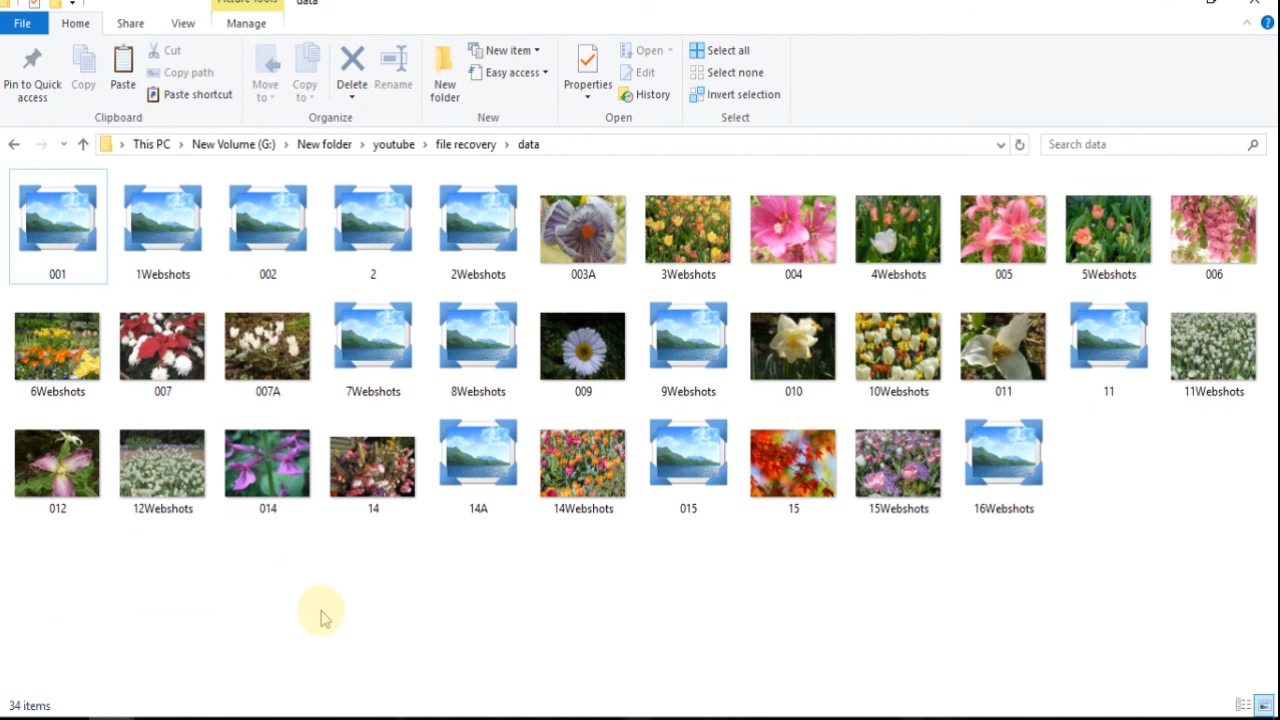 Picture Tools data
File Home Share View Manage
Pin to Quick access
Copy
Paste
Cut
Copy path
Paste shortcut
Clipboard
Move to
Copy to
Delete
Rename
Organize
New folder
New item
Easy access
New
Properties
Open
Edit
History
Open
Select all
Select none
Invert selection
Select
This PC New Volume (G:) New folder youtube file recovery data
Search data
001 1Webshots 002 2 2Webshots 003A 3Webshots 004 4Webshots 005 5Webshots 006
6Webshots 007 007A 7Webshots 8Webshots 009 9Webshots 010 10Webshots 011 11 11Webshots
012 12Webshots 014 14 14A 14Webshots 015 15 15Webshots 16Webshots
34 items